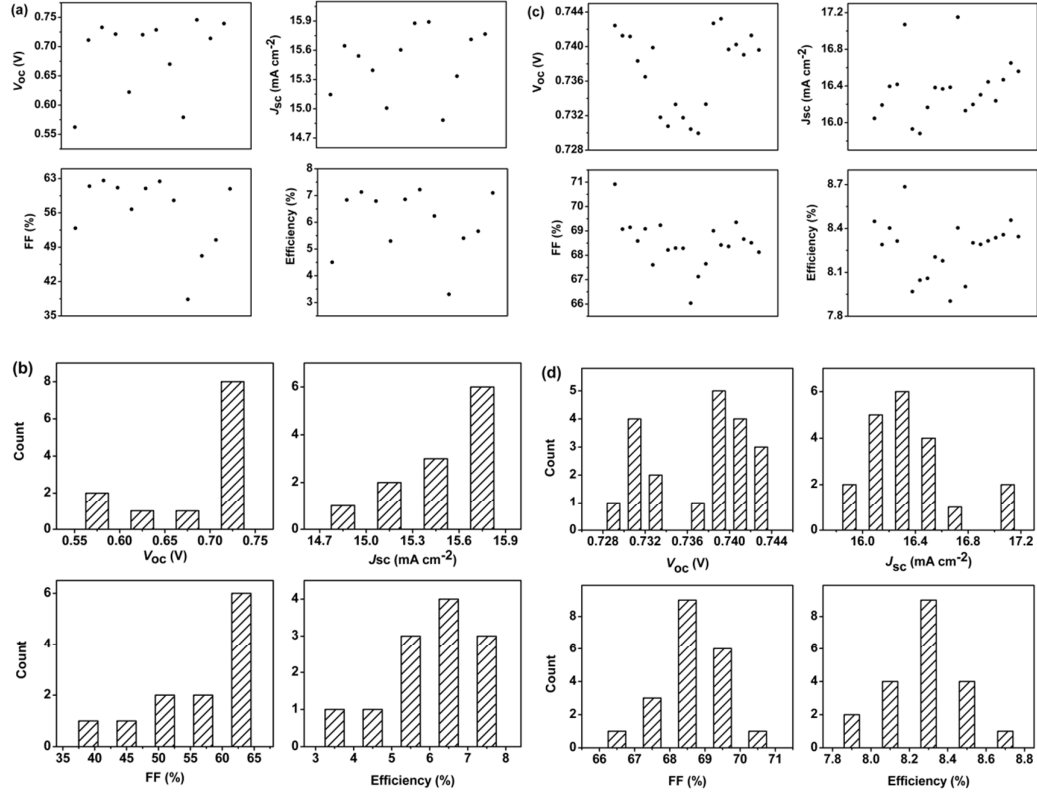 (a)
0.75
0.70
0.65
0.60
0.55
Voc (V)
15.9
15.6
15.3
15.0
14.7
JSC (mA cm-2)
63
56
49
42
35
FF (%)
8
7
6
5
4
3
Efficiency (%)
(c)
0.744
0.740
0.736
0.732
0.728
Voc (V)
17.2
16.8
16.4
16.0
Jsc (mA cm-2)
71
70
69
68
67
66
FF (%)
8.7
8.4
8.1
7.8
Efficiency (%)
(b)
8
6
4
2
0
Count
0.55 0.60 0.65 0.70 0.75
Voc (V)
6
4
2
0
14.7 15.0 15.3 15.6 15.9
Jsc (mA cm-2)
6
4
2
0
Count
35 40 45 50 55 60 65
FF (%)
4
3
2
1
0
3 4 5 6 7 8
Efficiency (%)
(d)
5
4
3
2
1
0
Count
0.728 0.732 0.736 0.740 0.744
Voc (V)
6
4
2
0
16.0 16.4 16.8 17.2
Jsc (mA cm-2)
8
6
4
2
0
Count
66 67 68 69 70 71
FF (%)
8
6
4
2
0
7.8 8.0 8.2 8.4 8.6 8.8
Efficiency (%)